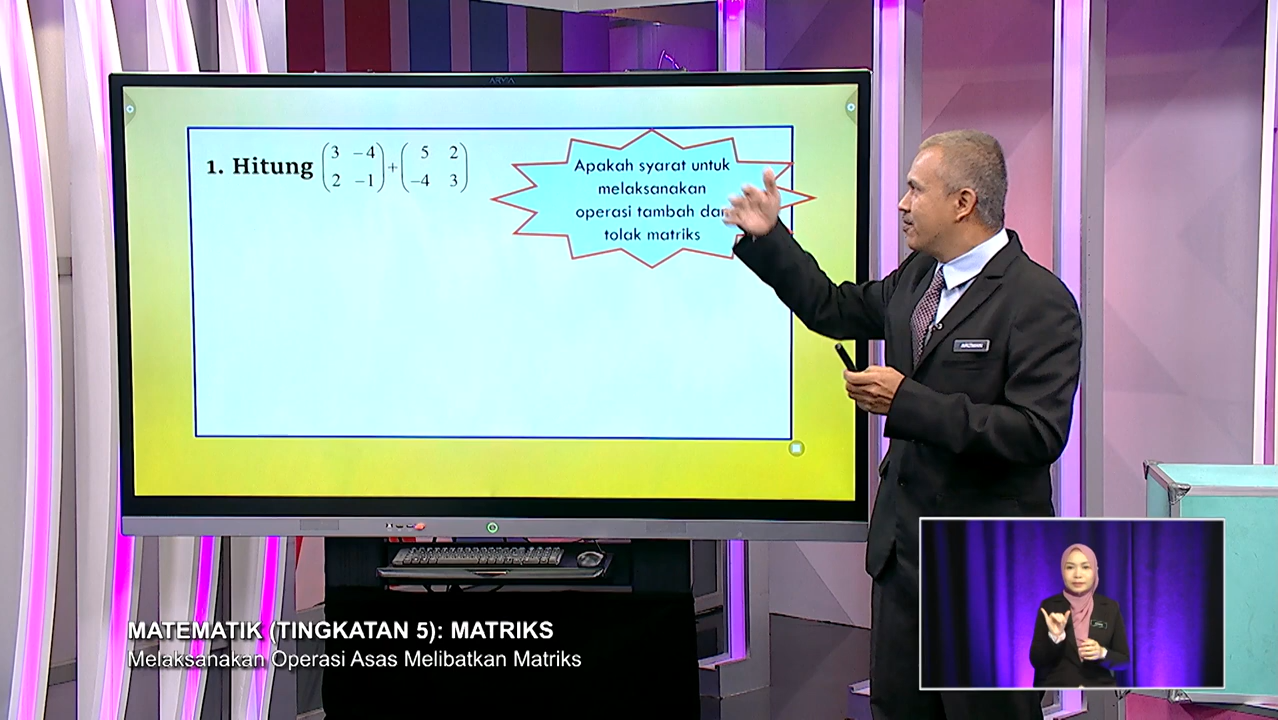 1. Hitung (3 −4 2 −1) + (5 2 −4 3)
Apakah syarat untuk
melaksanakan
operasi tambah dan
tolak matriks
MATEMATIK (TINGKATAN 5): MATRIKS
Melaksanakan Operasi Asas Melibatkan Matriks